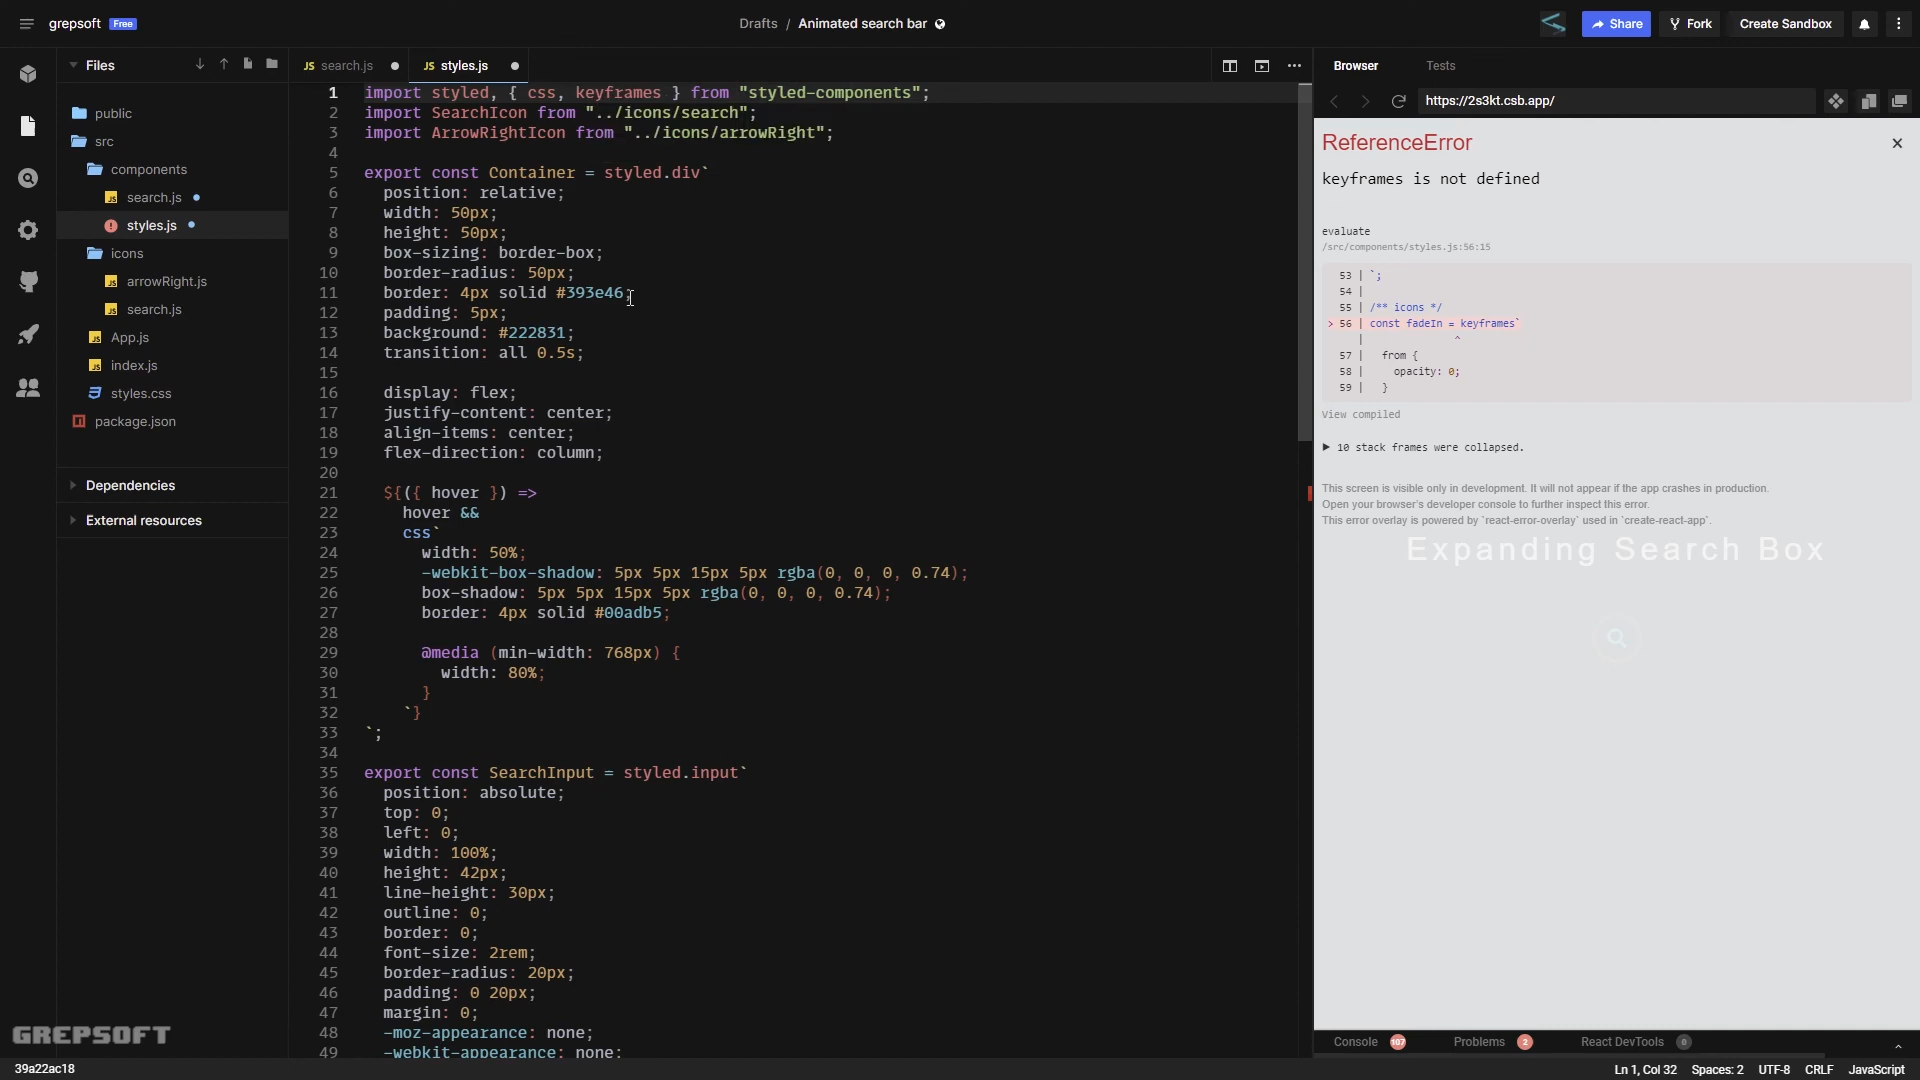 grepsoft Free
Drafts / Animated search bar
Share
Fork
Create Sandbox
Files
public
src
components
search.js
styles.js
icons
arrowRight.js
search.js
App.js
index.js
styles.css
package.json
Dependencies
External resources
GREPSOFT
39a22ac18
JS search.js
JS styles.js
1 import styled, { css, keyframes } from "styled-components";
2 import SearchIcon from "../icons/search";
3 import ArrowRightIcon from "../icons/arrowRight";
4
5 export const Container = styled.div`
6 position: relative;
7 width: 50px;
8 height: 50px;
9 box-sizing: border-box;
10 border-radius: 50px;
11 border: 4px solid #393e46;
12 padding: 5px;
13 background: #222831;
14 transition: all 0.5s;
15
16 display: flex;
17 justify-content: center;
18 align-items: center;
19 flex-direction: column;
20
21 ${({ hover }) =>
22 hover &&
23 css`
24 width: 50%;
25 -webkit-box-shadow: 5px 5px 15px 5px rgba(0, 0, 0, 0.74);
26 box-shadow: 5px 5px 15px 5px rgba(0, 0, 0, 0.74);
27 border: 4px solid #00adb5;
28
29 @media (min-width: 768px) {
30 width: 80%;
31 }
32 `}
33 `;
34
35 export const SearchInput = styled.input`
36 position: absolute;
37 top: 0;
38 left: 0;
39 width: 100%;
40 height: 42px;
41 line-height: 30px;
42 outline: 0;
43 border: 0;
44 font-size: 2rem;
45 border-radius: 20px;
46 padding: 0 20px;
47 margin: 0;
48 -moz-appearance: none;
49 -webkit-appearance: none;
Browser Tests
https://2s3kt.csb.app/
ReferenceError
keyframes is not defined
evaluate
/src/components/styles.js:56:15
53 | `;
54 |
55 | /** icons */
> 56 | const fadeIn = keyframes`
| ^
57 | from {
58 | opacity: 0;
59 | }
View compiled
▶ 10 stack frames were collapsed.
This screen is visible only in development. It will not appear if the app crashes in production.
Open your browser's developer console to further inspect this error.
This error overlay is powered by `react-error-overlay` used in `create-react-app`.
Expanding Search Box
Console 107 Problems 2 React DevTools 0
Ln 1, Col 32 Spaces: 2 UTF-8 CRLF JavaScript